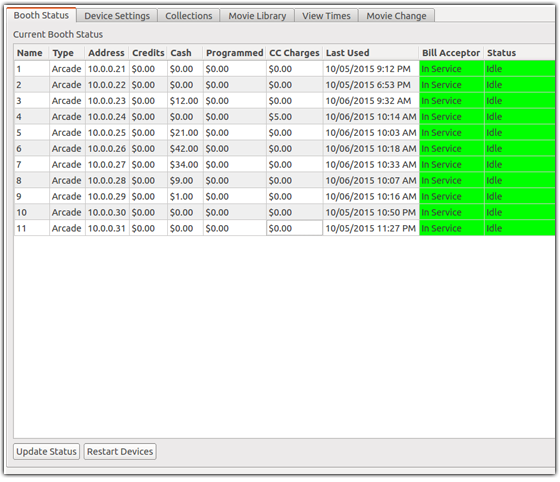 Booth Status Device Settings Collections Movie Library View Times Movie Change
Current Booth Status
Name Type Address Credits Cash Programmed CC Charges Last Used Bill Acceptor Status
1 Arcade 10.0.0.21 $0.00 $0.00 $0.00 $0.00 10/05/2015 9:12 PM In Service Idle
2 Arcade 10.0.0.22 $0.00 $0.00 $0.00 $0.00 10/05/2015 6:53 PM In Service Idle
3 Arcade 10.0.0.23 $0.00 $12.00 $0.00 $0.00 10/06/2015 9:32 AM In Service Idle
4 Arcade 10.0.0.24 $0.00 $0.00 $0.00 $5.00 10/06/2015 10:14 AM In Service Idle
5 Arcade 10.0.0.25 $0.00 $21.00 $0.00 $0.00 10/06/2015 10:03 AM In Service Idle
6 Arcade 10.0.0.26 $0.00 $42.00 $0.00 $0.00 10/06/2015 10:18 AM In Service Idle
7 Arcade 10.0.0.27 $0.00 $34.00 $0.00 $0.00 10/06/2015 10:33 AM In Service Idle
8 Arcade 10.0.0.28 $0.00 $9.00 $0.00 $0.00 10/06/2015 10:07 AM In Service Idle
9 Arcade 10.0.0.29 $0.00 $1.00 $0.00 $0.00 10/06/2015 10:16 AM In Service Idle
10 Arcade 10.0.0.30 $0.00 $0.00 $0.00 $0.00 10/05/2015 10:50 PM In Service Idle
11 Arcade 10.0.0.31 $0.00 $0.00 $0.00 $0.00 10/05/2015 11:27 PM In Service Idle
Update Status Restart Devices